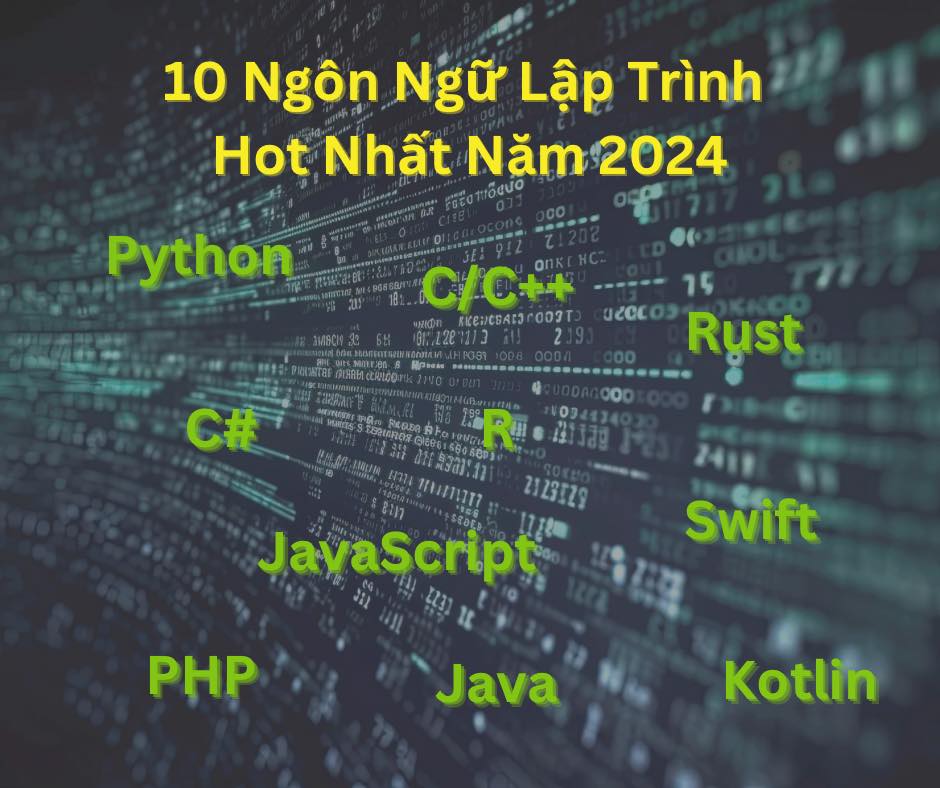 10 Ngôn Ngữ Lập Trình
Hot Nhất Năm 2024
Python
C/C++
Rust
C#
R
Swift
JavaScript
PHP
Java
Kotlin